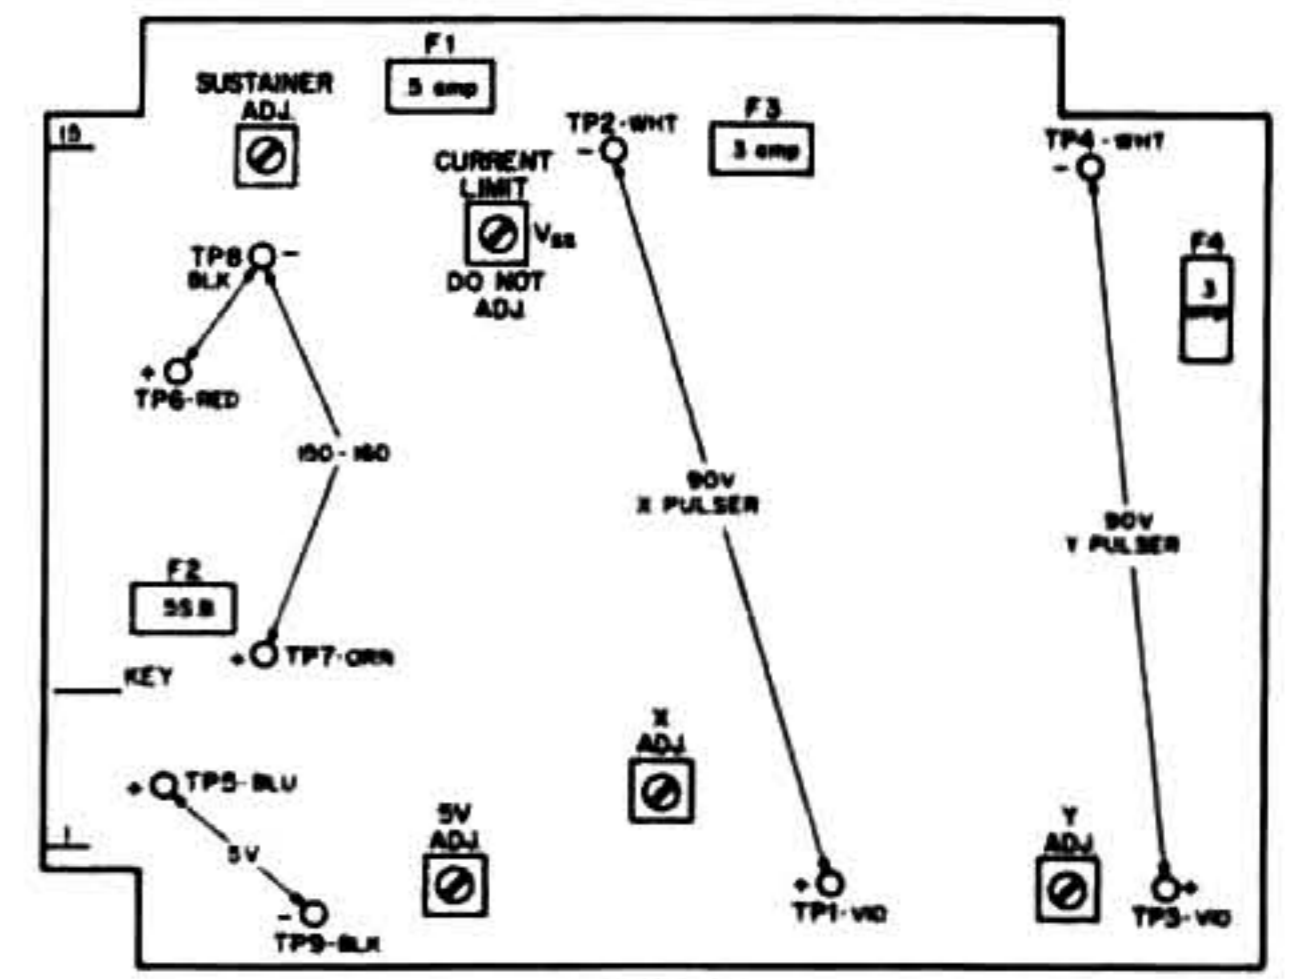 F1
.5 amp
SUSTAINER
ADJ.
15
TP2-WHT
-
F3
.3 amp
TP4-WHT
-
CURRENT
LIMIT
VSS
DO NOT
ADJ.
TP8
BLK
-
F4
.3
amp
+
TP6-RED
150-160
90V
X PULSER
90V
Y PULSER
F2
+
TP7-ORN
KEY
X
ADJ.
+
TP5-BLU
5V
ADJ.
Y
ADJ.
1
5V
-
TP9-BLK
+
TP1-VIO
+
TP3-VIO